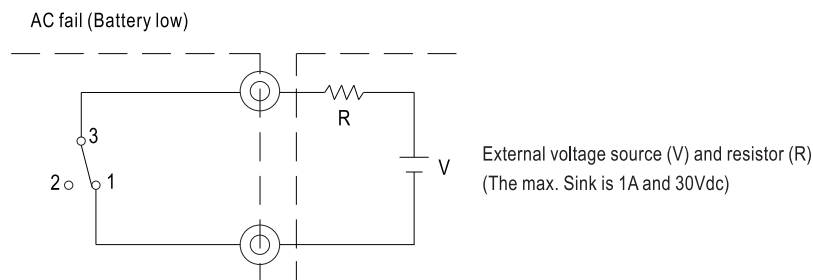 AC fail (Battery low)
R
3
V
External voltage source (V) and resistor (R)
2
1
(The max. Sink is 1A and 30Vdc)